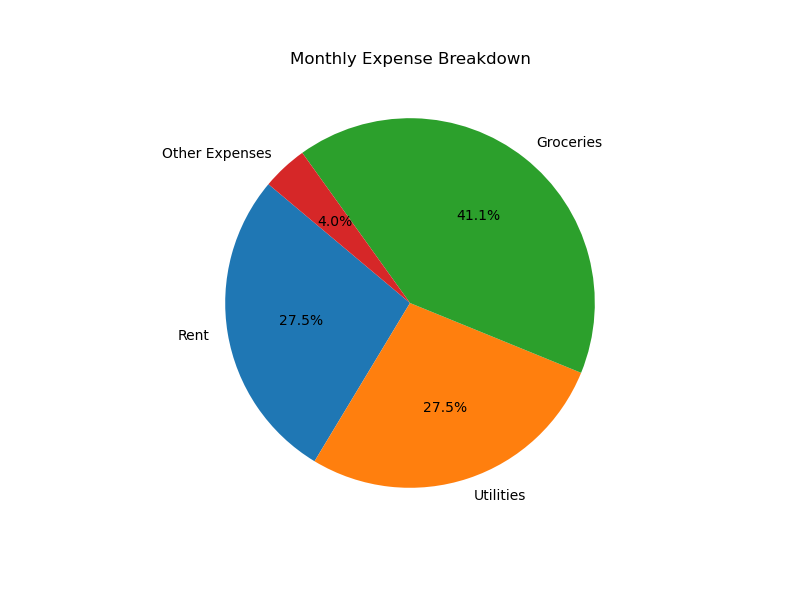 Monthly Expense Breakdown
Groceries
Other Expenses
41.1%
4.0%
27.5%
Rent
27.5%
Utilities